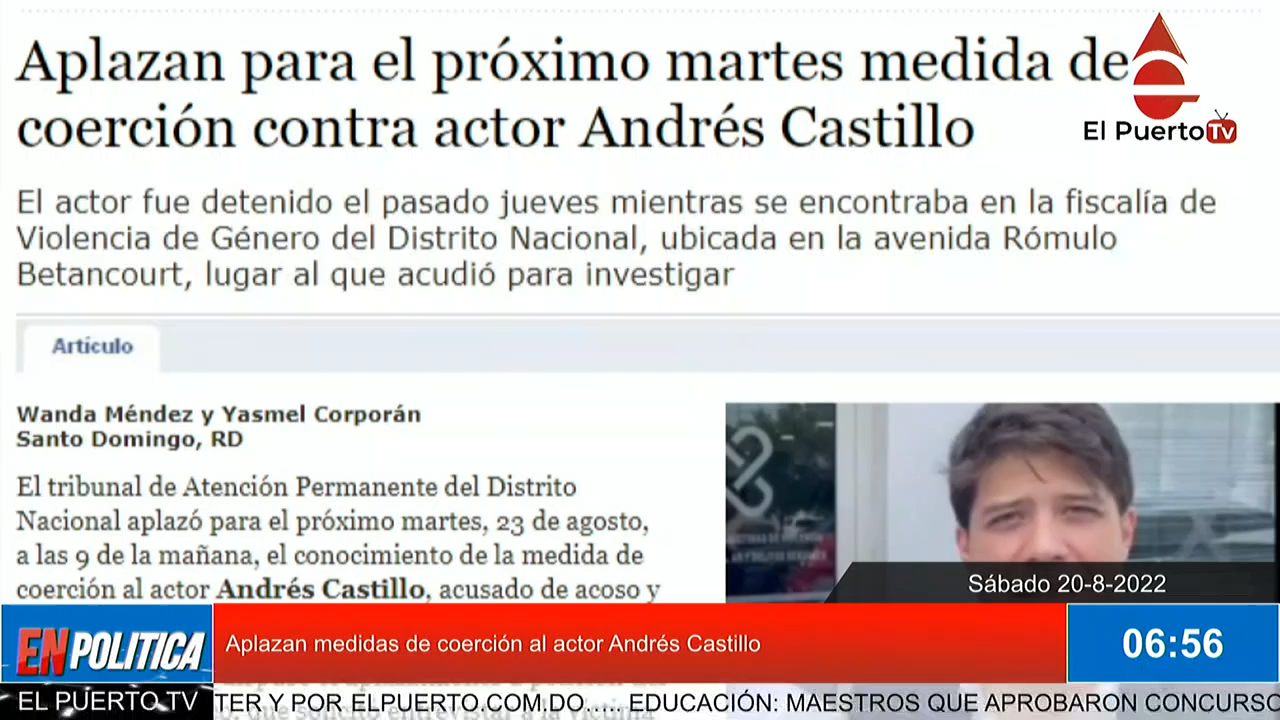 Aplazan para el próximo martes medida de
coerción contra actor Andrés Castillo
El Puerto Tv
El actor fue detenido el pasado jueves mientras se encontraba en la fiscalía de
Violencia de Género del Distrito Nacional, ubicada en la avenida Rómulo
Betancourt, lugar al que acudió para investigar
Artículo
Wanda Méndez y Yasmel Corporán
Santo Domingo, RD
El tribunal de Atención Permanente del Distrito
Nacional aplazó para el próximo martes, 23 de agosto,
a las 9 de la mañana, el conocimiento de la medida de
coerción al actor Andrés Castillo, acusado de acoso y
Sábado 20-8-2022
EN POLITICA
Aplazan medidas de coerción al actor Andrés Castillo
06:56
EL PUERTO TV
TER Y POR ELPUERTO.COM.DO..... EDUCACIÓN: MAESTROS QUE APROBARON CONCURSO